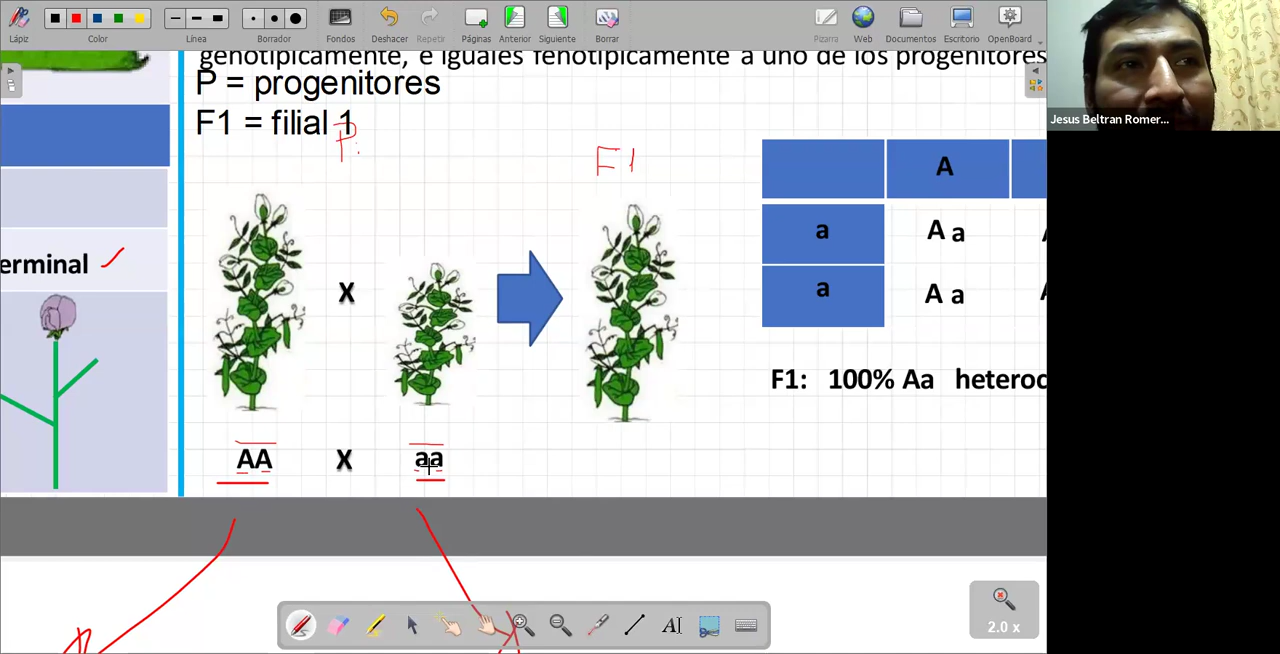 Lápiz
Color
Línea
Borrador
Fondos
Deshacer
Repetir
Páginas
Anterior
Siguiente
Borrar
Pizarra
Web
Documentos
Escritorio
OpenBoard
Jesus Beltran Romer...
genotípicamente, e iguales fenotípicamente a uno de los progenitores
P = progenitores
F1 = filial 1
P.
F1
A
a A a
a A a
erminal
X
F1: 100% Aa heteroc
AA X aa
AI
2.0 x